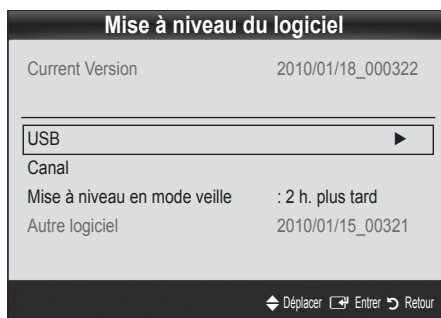 Mise à niveau du logiciel
Current Version 2010/01/18_000322
USB ►
Canal
Mise à niveau en mode veille : 2 h. plus tard
Autre logiciel 2010/01/15_00321
Déplacer Entrer Retour